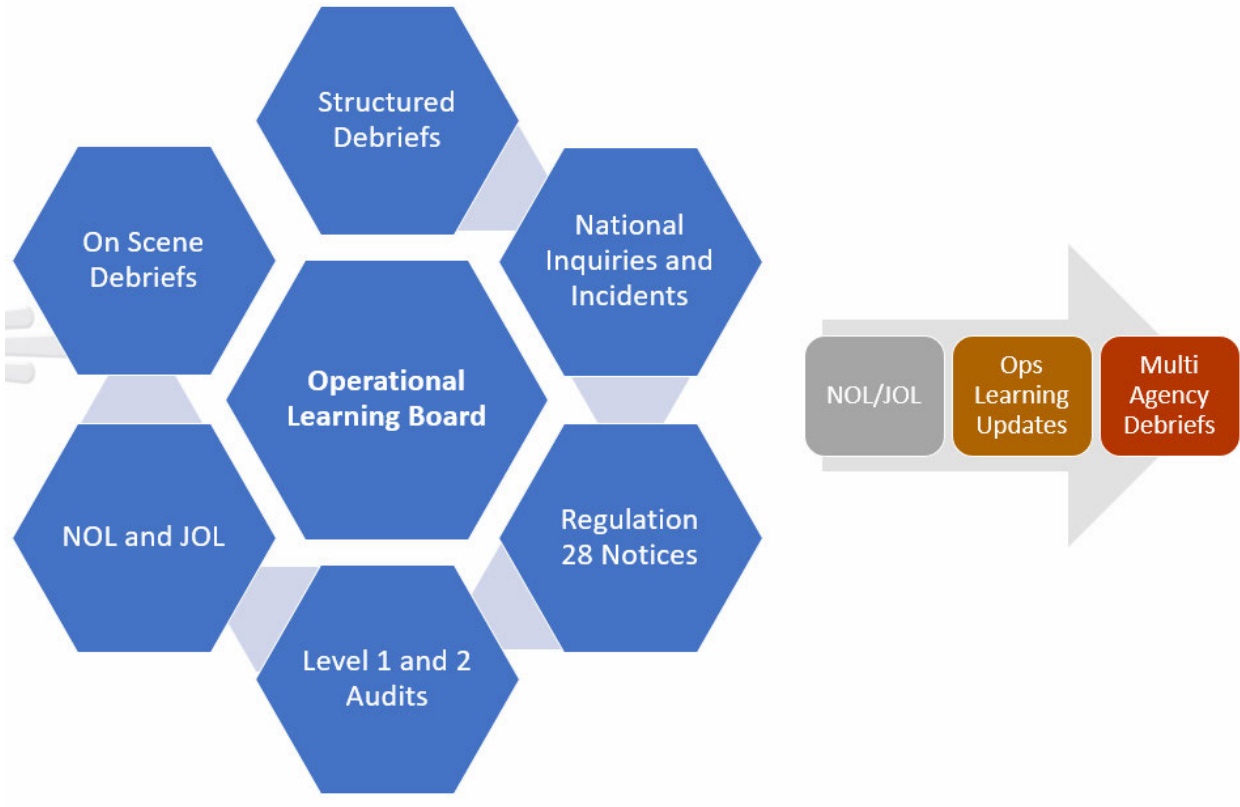 Structured
Debriefs
National
Inquiries and
Incidents
Regulation
28 Notices
Level 1 and 2
Audits
NOL and JOL
On Scene
Debriefs
Operational
Learning Board
NOL/JOL
Ops
Learning
Updates
Multi
Agency
Debriefs